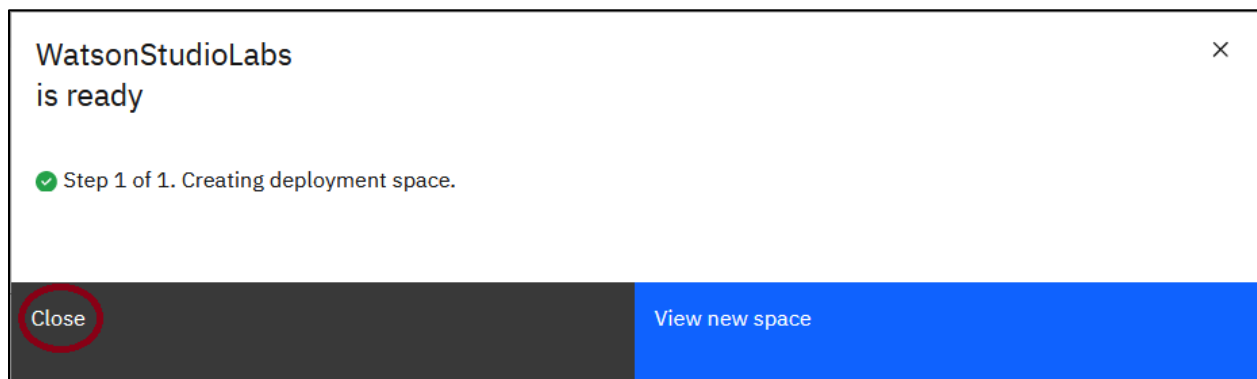 WatsonStudioLabs
is ready
Step 1 of 1. Creating deployment space.
Close
View new space